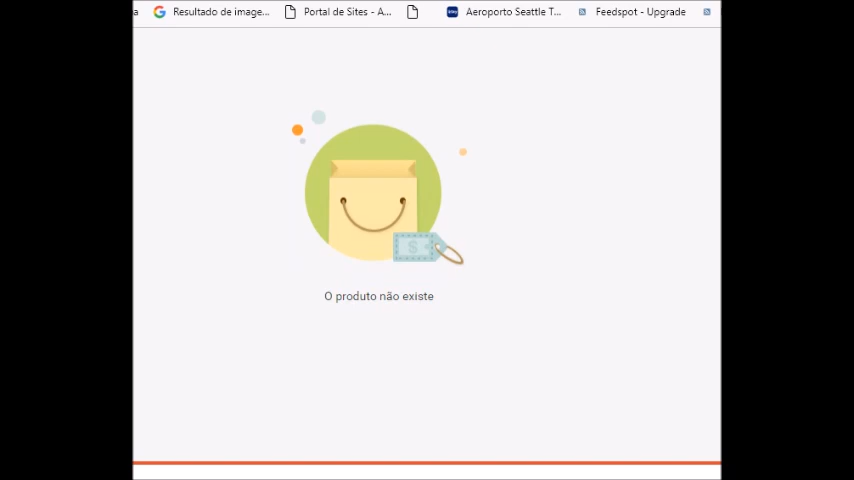 a Resultado de image... Portal de Sites - A... Aeroporto Seattle T... Feedspot - Upgrade
$
O produto não existe